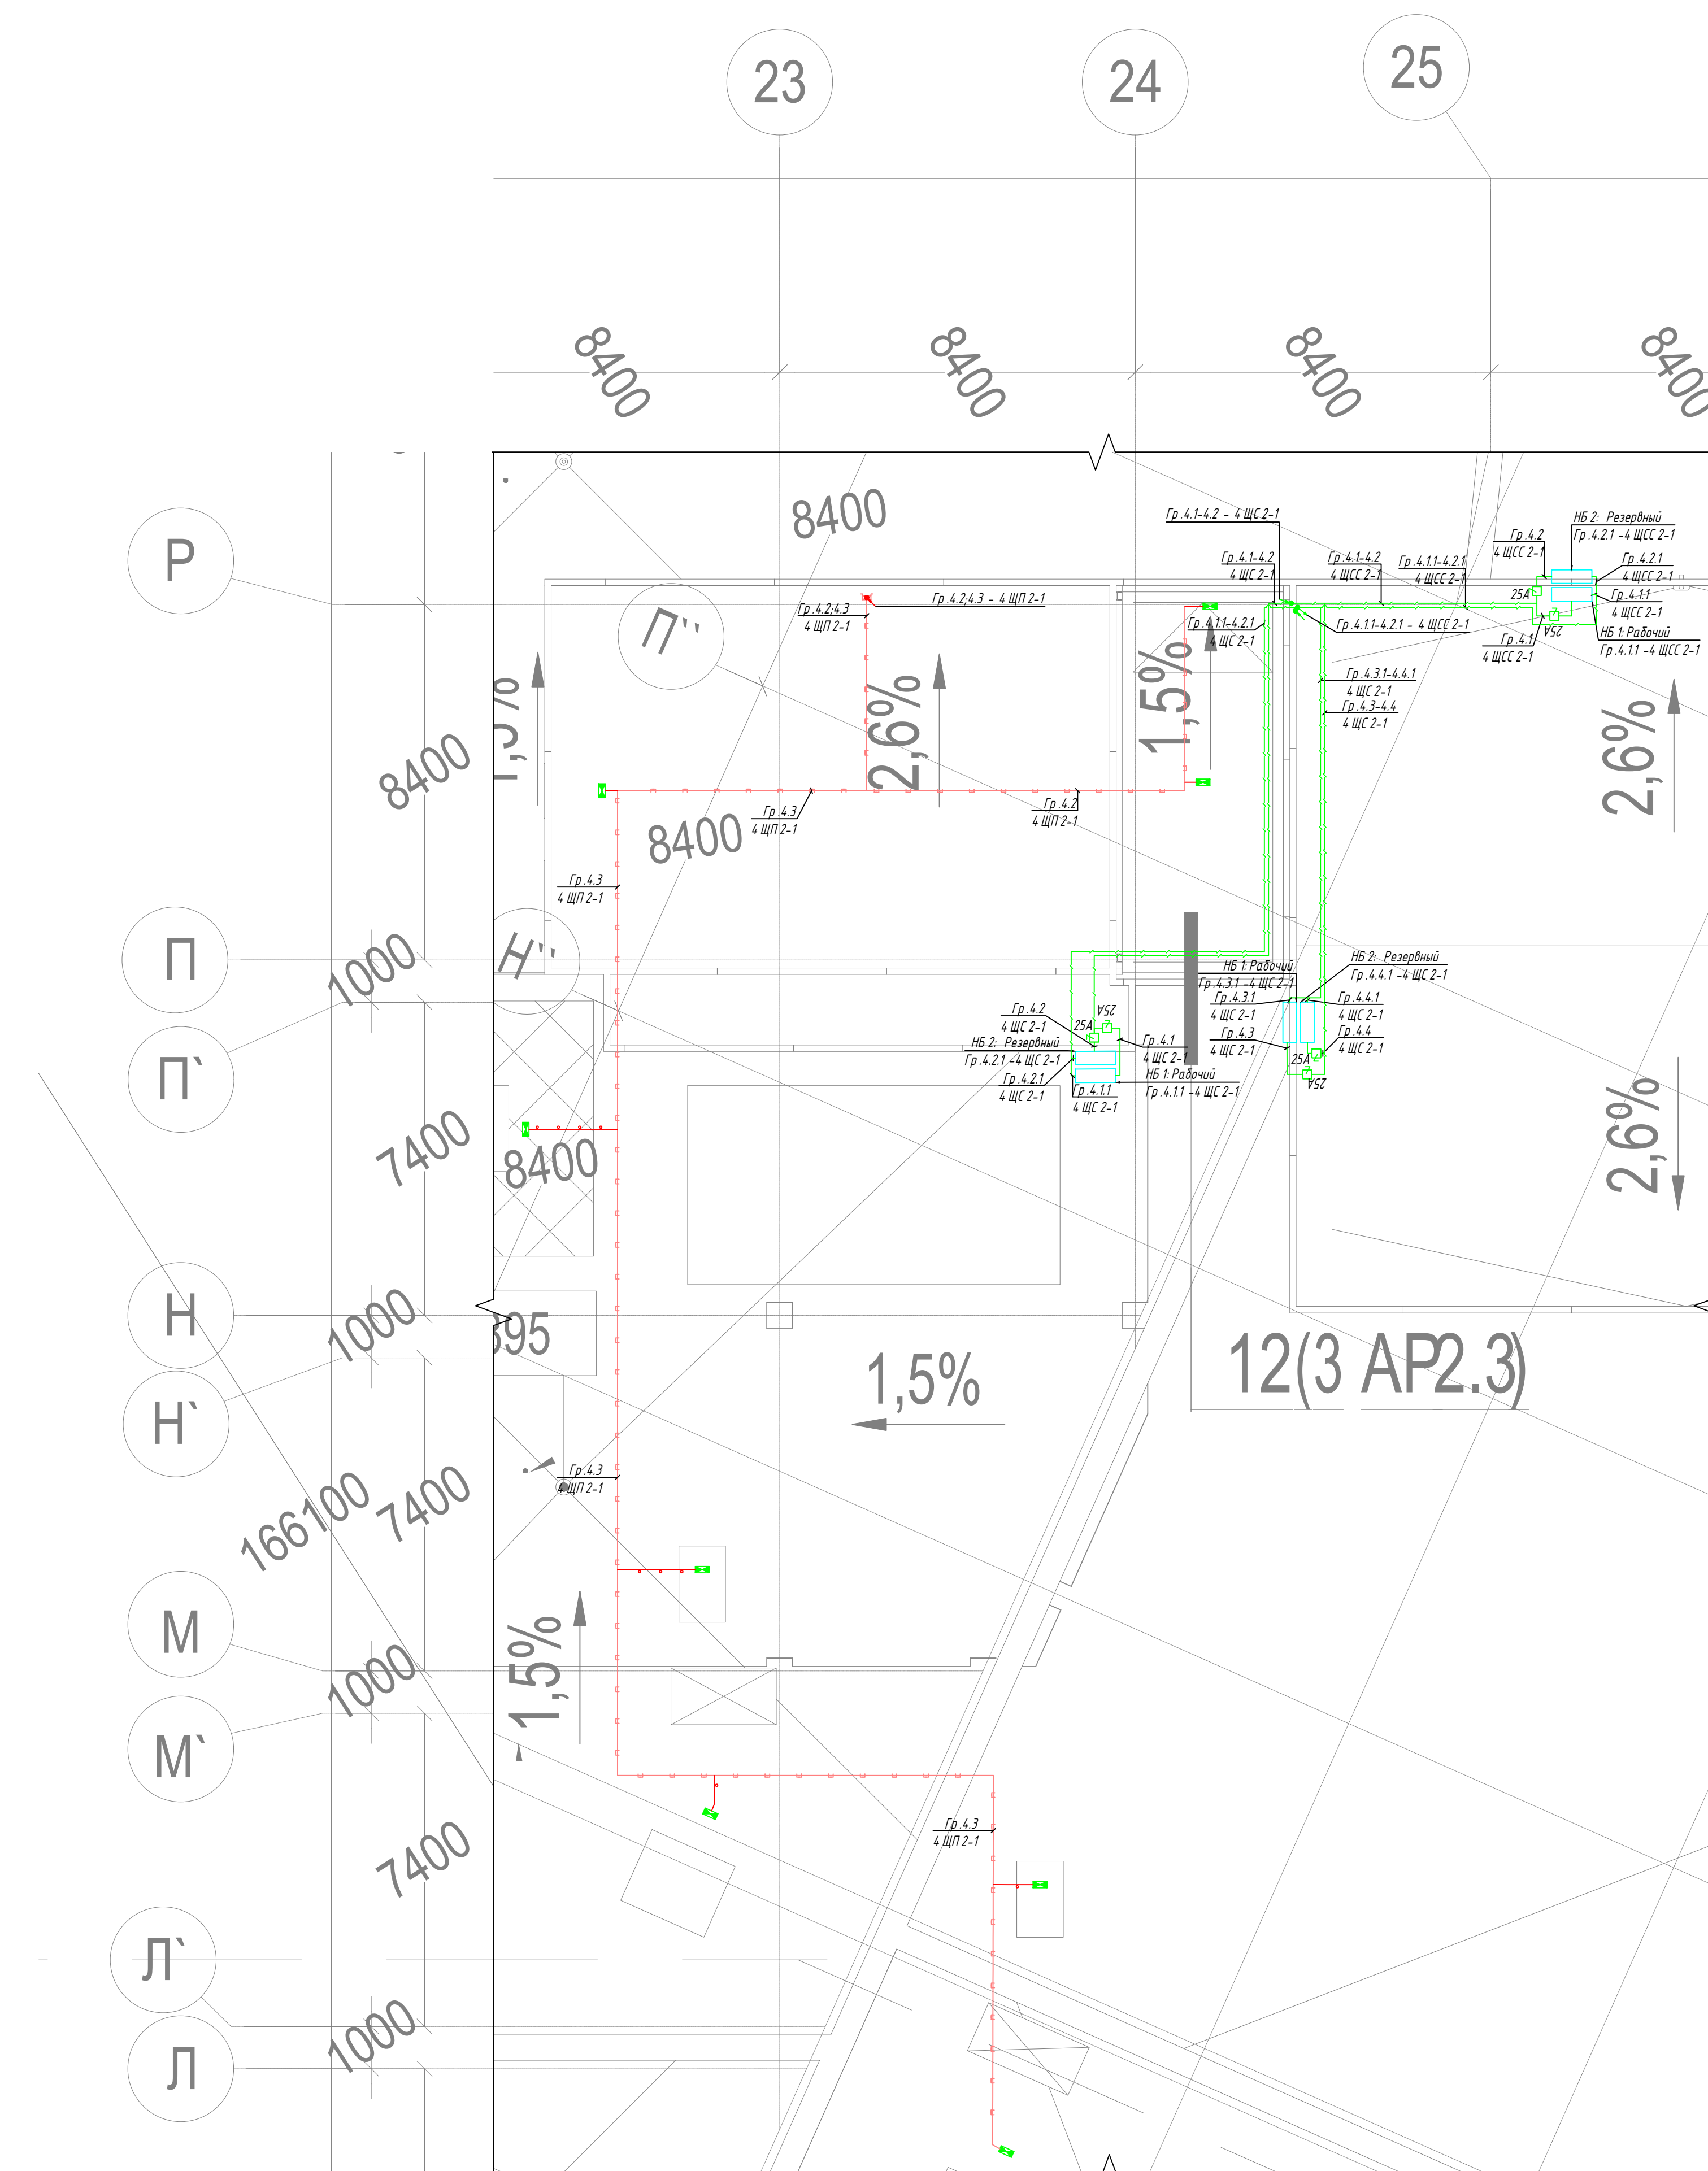 23
24
25
8400
8400
8400
8400
8400
Р
П``
П
П`
Н``
Н
Н`
М
М`
Л`
Л
8400
1000
7400
1000
7400
1000
7400
1000
166100
8400
8400
2,6%
1,5%
2,6%
2,6%
1,5%
1,5%
12(3 АР2.3)
Гр.4.1-4.2 - 4 ЩС 2-1
Гр.4.1-4.2
4 ЩС 2-1
Гр.4.1-4.2
4 ЩСС 2-1
Гр.4.1.1-4.2.1
4 ЩСС 2-1
Гр.4.2
4 ЩСС 2-1
НБ 2: Резервный
Гр.4.2.1 -4 ЩСС 2-1
Гр.4.2.1
4 ЩСС 2-1
25А
Гр.4.1.1
4 ЩСС 2-1
25А
НБ 1: Рабочий
Гр.4.1.1 -4 ЩСС 2-1
Гр.4.1
4 ЩСС 2-1
Гр.4.2;4.3
4 ЩП 2-1
Гр.4.2;4.3 - 4 ЩП 2-1
Гр.4.1.1-4.2.1
4 ЩС 2-1
Гр.4.1.1-4.2.1 - 4 ЩСС 2-1
Гр.4.3.1-4.4.1
4 ЩС 2-1
Гр.4.3-4.4
4 ЩС 2-1
Гр.4.3
4 ЩП 2-1
Гр.4.2
4 ЩП 2-1
Гр.4.3
4 ЩП 2-1
НБ 1: Рабочий
Гр.4.3.1 -4 ЩС 2-1
НБ 2: Резервный
Гр.4.4.1 -4 ЩС 2-1
Гр.4.3.1
4 ЩС 2-1
Гр.4.4.1
4 ЩС 2-1
Гр.4.3
4 ЩС 2-1
Гр.4.4
4 ЩС 2-1
25А
25А
Гр.4.2
4 ЩС 2-1
25А
25А
НБ 2: Резервный
Гр.4.2.1 -4 ЩС 2-1
Гр.4.1
4 ЩС 2-1
Гр.4.2.1
4 ЩС 2-1
Гр.4.1.1
4 ЩС 2-1
НБ 1: Рабочий
Гр.4.1.1 -4 ЩС 2-1
Гр.4.3
4 ЩП 2-1
Гр.4.3
4 ЩП 2-1